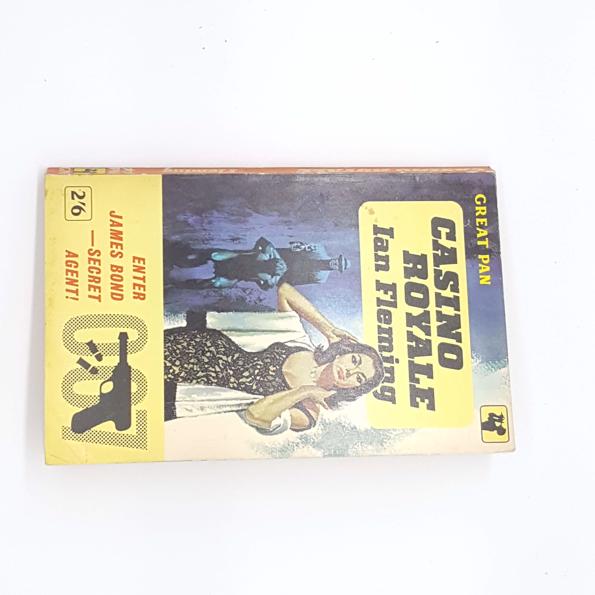 GREAT PAN
CASINO
ROYALE
Ian Fleming
ENTER
JAMES BOND
—SECRET
AGENT!
2'6
007